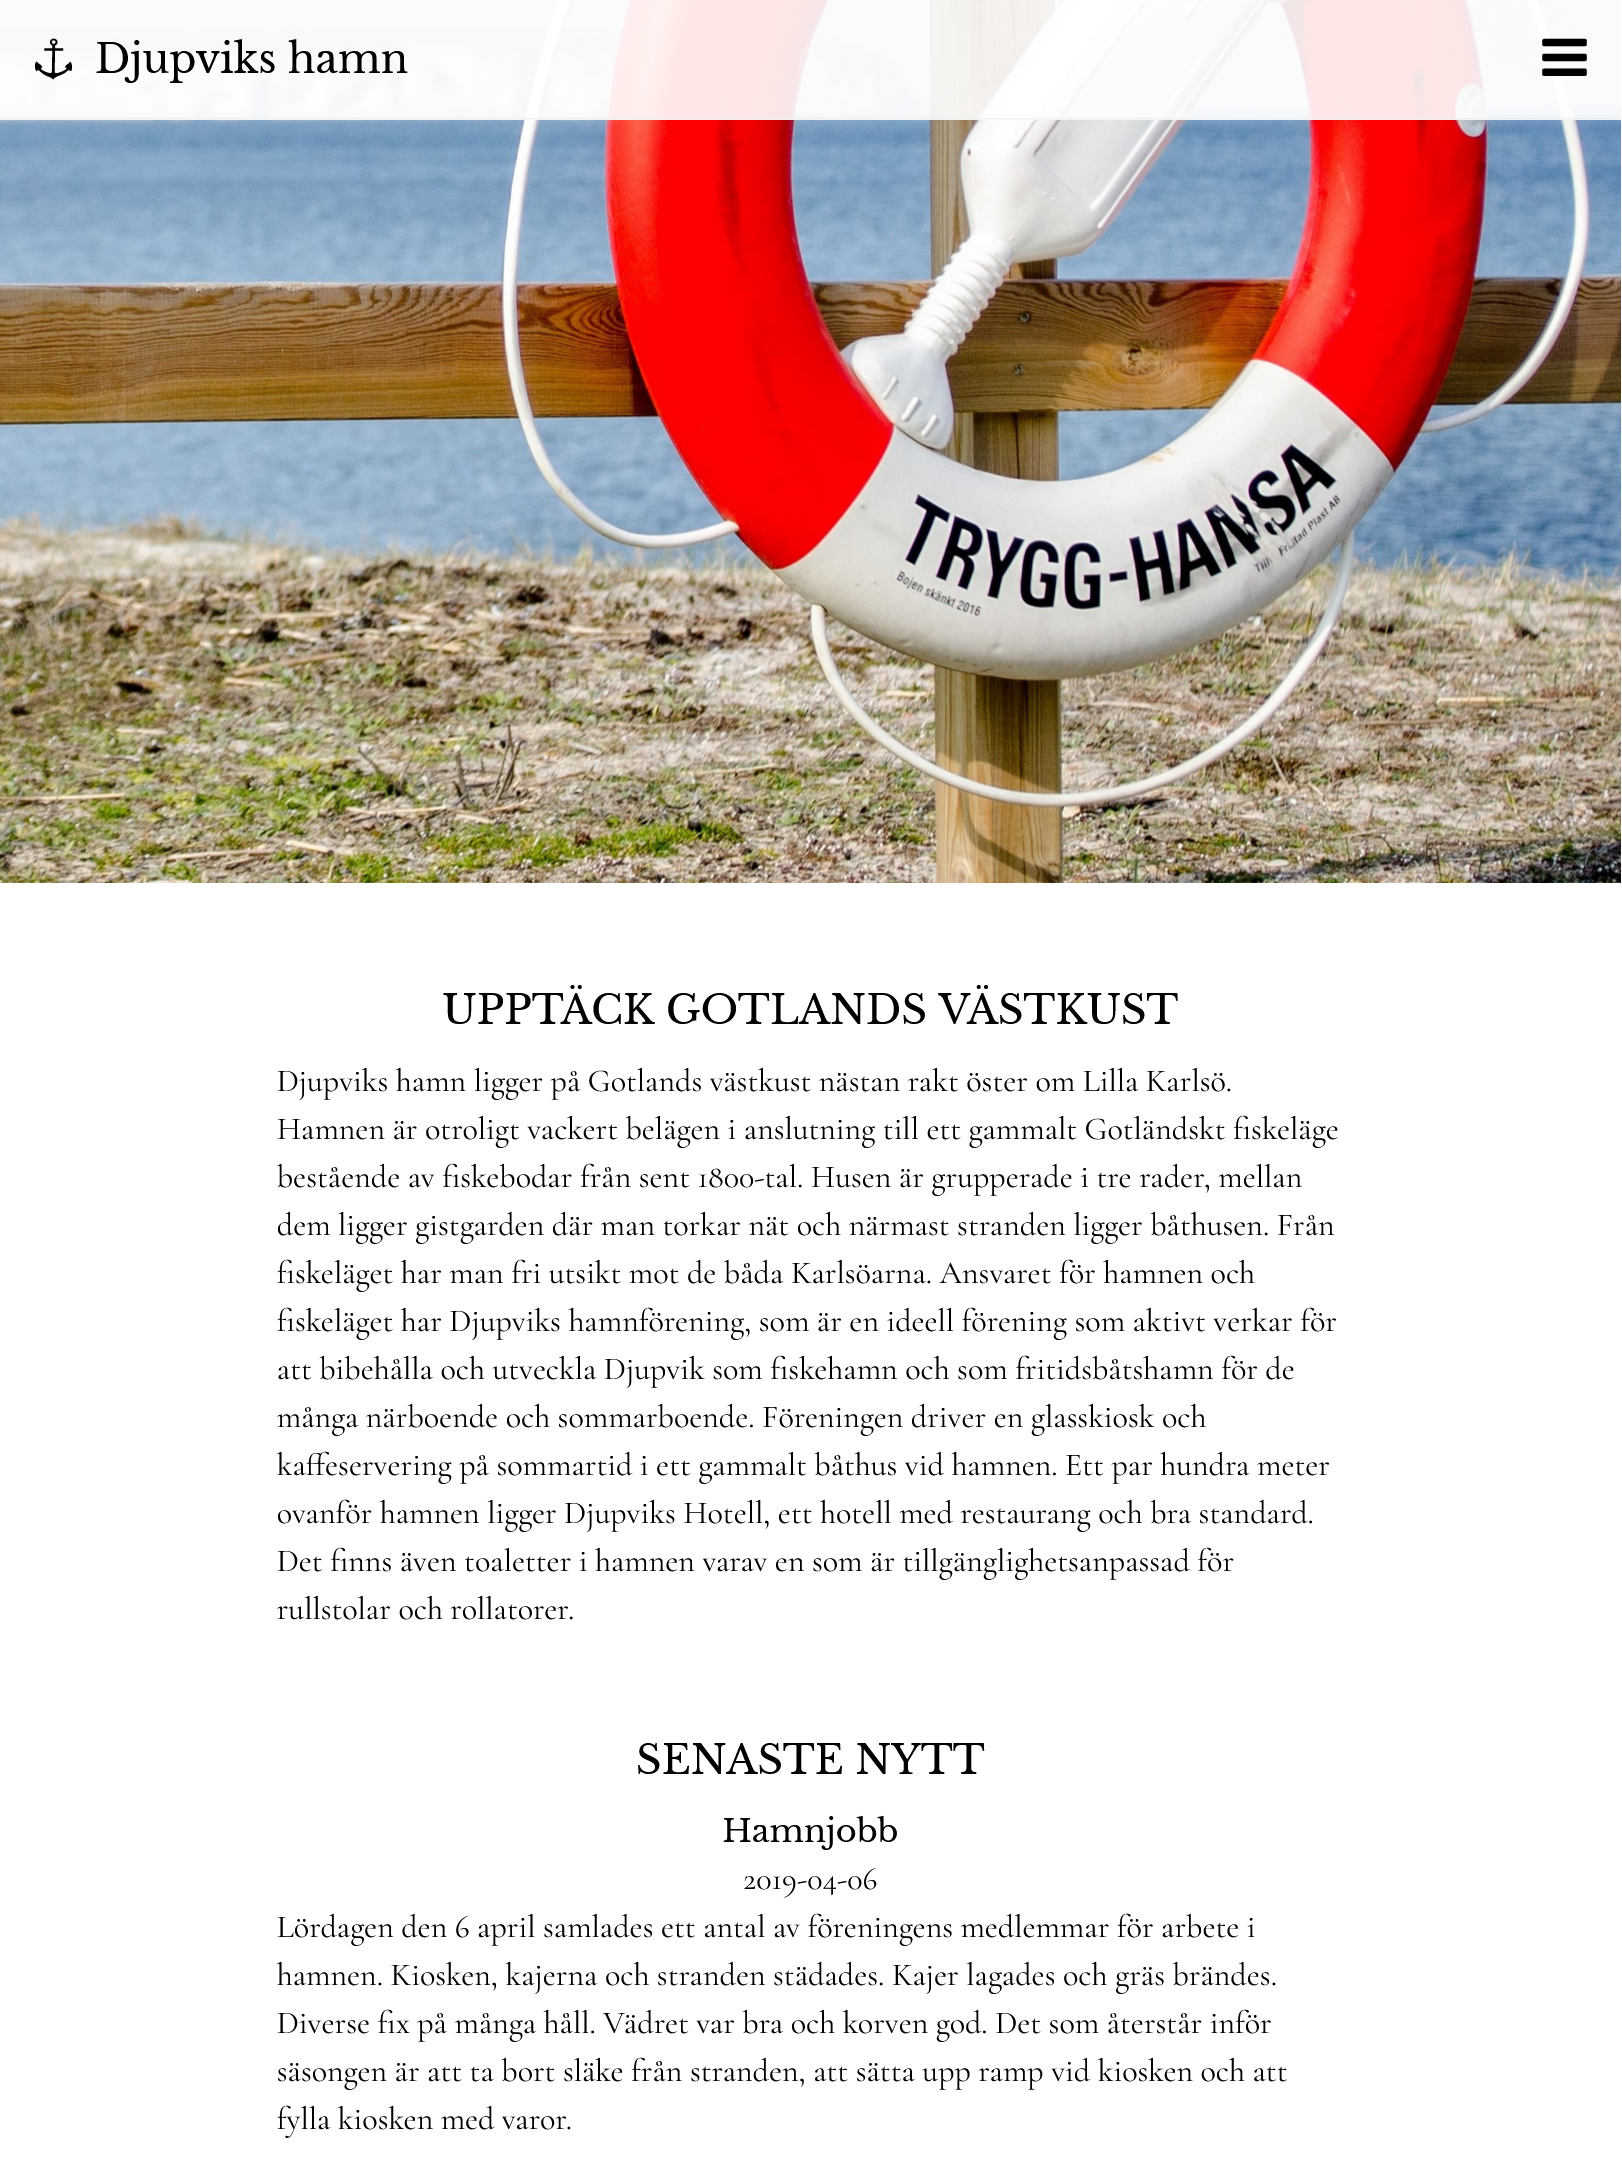 Djupviks hamn
TRYGG-HANSA
Bojen skänkt 2016
Plast AB
UPPTÄCK GOTLANDS VÄSTKUST
Djupviks hamn ligger på Gotlands västkust nästan rakt öster om Lilla Karlsö.
Hamnen är otroligt vackert belägen i anslutning till ett gammalt Gotländskt fiskeläge
bestående av fiskebodar från sent 1800-tal. Husen är grupperade i tre rader, mellan
dem ligger gistgarden där man torkar nät och närmast stranden ligger båthusen. Från
fiskeläget har man fri utsikt mot de båda Karlsöarna. Ansvaret för hamnen och
fiskeläget har Djupviks hamnförening, som är en ideell förening som aktivt verkar för
att bibehålla och utveckla Djupvik som fiskehamn och som fritidsbåtshamn för de
många närboende och sommarboende. Föreningen driver en glasskiosk och
kaffeservering på sommartid i ett gammalt båthus vid hamnen. Ett par hundra meter
ovanför hamnen ligger Djupviks Hotell, ett hotell med restaurang och bra standard.
Det finns även toaletter i hamnen varav en som är tillgänglighetsanpassad för
rullstolar och rollatorer.
SENASTE NYTT
Hamnjobb
2019-04-06
Lördagen den 6 april samlades ett antal av föreningens medlemmar för arbete i
hamnen. Kiosken, kajerna och stranden städades. Kajer lagades och gräs brändes.
Diverse fix på många håll. Vädret var bra och korven god. Det som återstår inför
säsongen är att ta bort släke från stranden, att sätta upp ramp vid kiosken och att
fylla kiosken med varor.